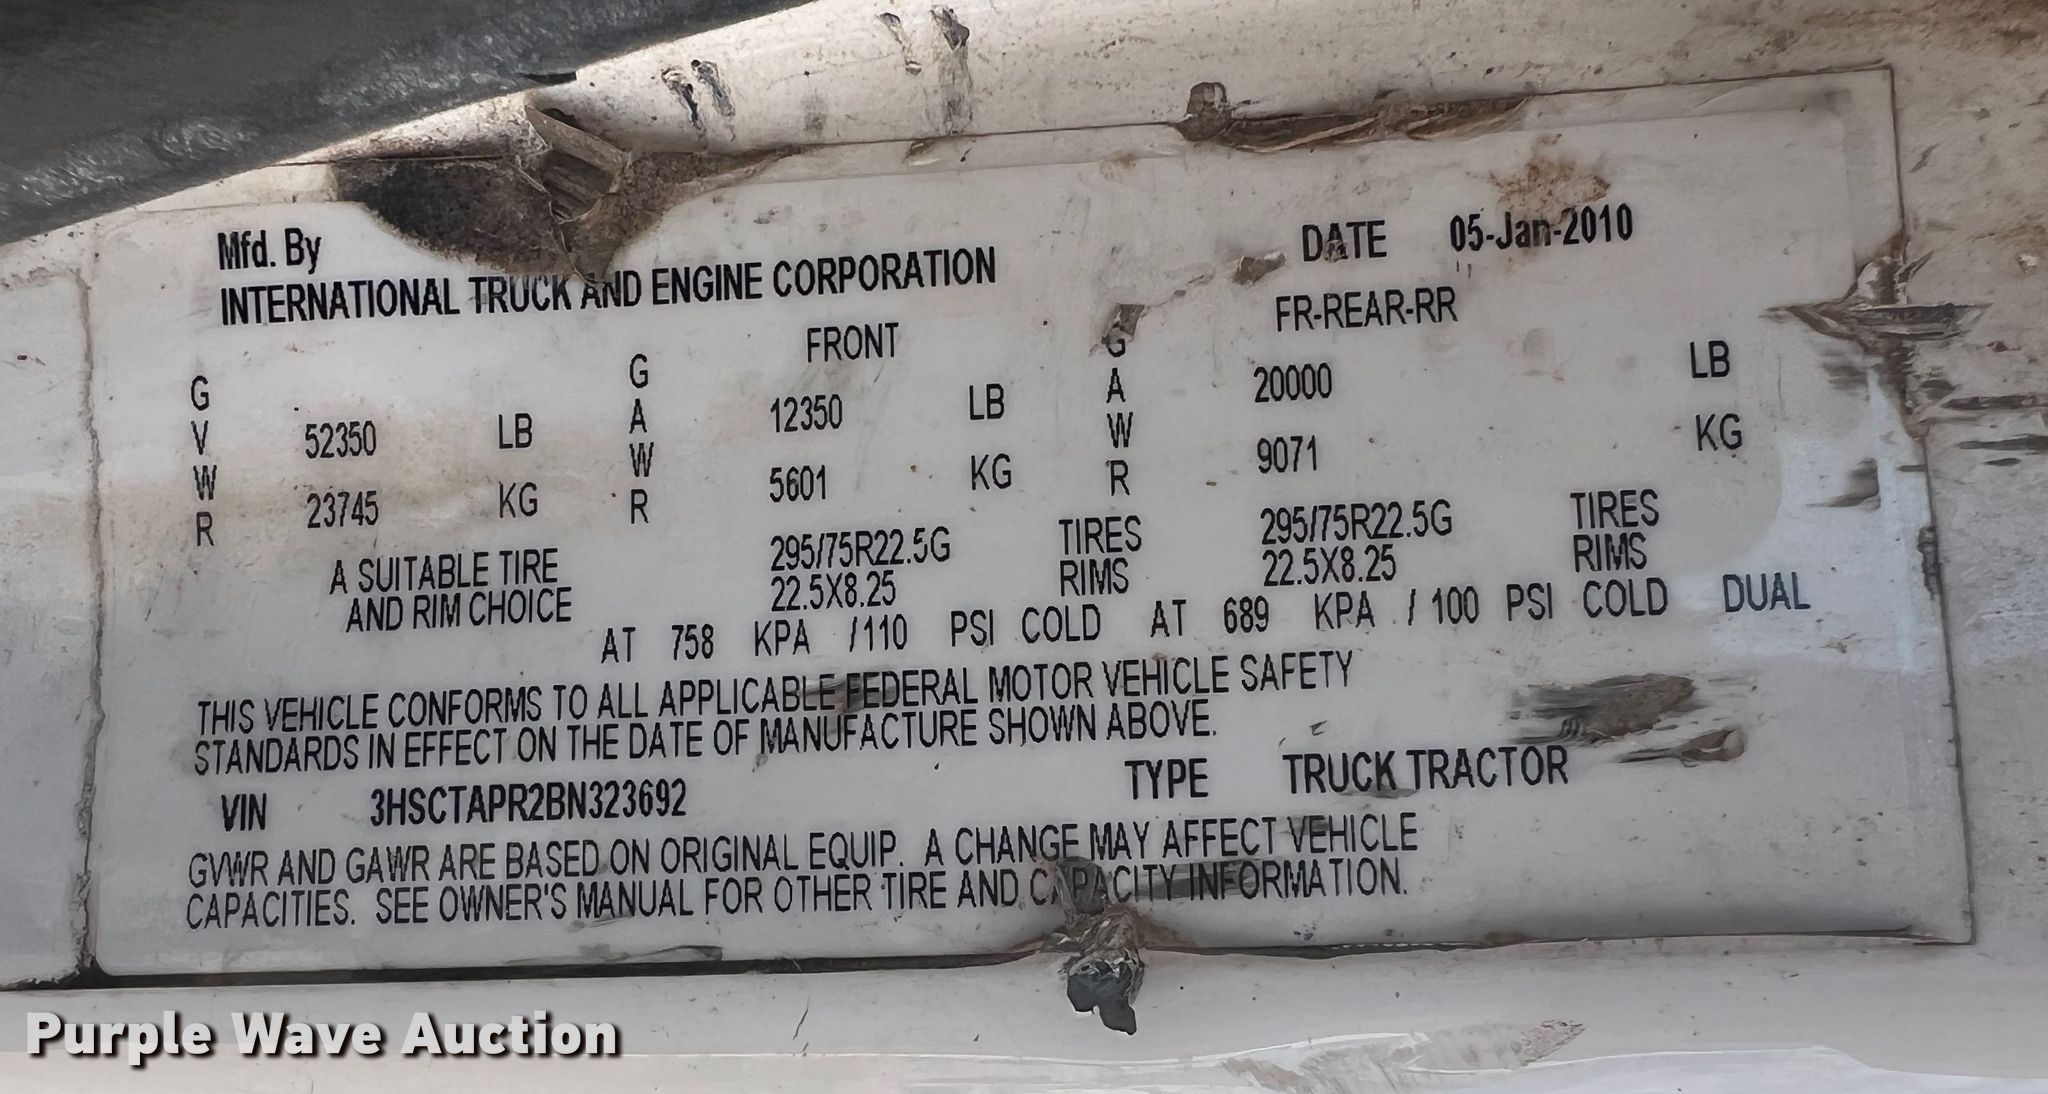 Mfd. By
INTERNATIONAL TRUCK AND ENGINE CORPORATION DATE 05-Jan-2010
FRONT FR-REAR-RR
GVWR 52350 LB GAWR 12350 LB GAWR 20000 LB
23745 KG 5601 KG 9071 KG
A SUITABLE TIRE 295/75R22.5G TIRES 295/75R22.5G TIRES
AND RIM CHOICE 22.5X8.25 RIMS 22.5X8.25 RIMS
AT 758 KPA /110 PSI COLD AT 689 KPA / 100 PSI COLD DUAL
THIS VEHICLE CONFORMS TO ALL APPLICABLE FEDERAL MOTOR VEHICLE SAFETY
STANDARDS IN EFFECT ON THE DATE OF MANUFACTURE SHOWN ABOVE.
VIN 3HSCTAPR2BN323692 TYPE TRUCK TRACTOR
GVWR AND GAWR ARE BASED ON ORIGINAL EQUIP. A CHANGE MAY AFFECT VEHICLE
CAPACITIES. SEE OWNER'S MANUAL FOR OTHER TIRE AND CAPACITY INFORMATION.
Purple Wave Auction